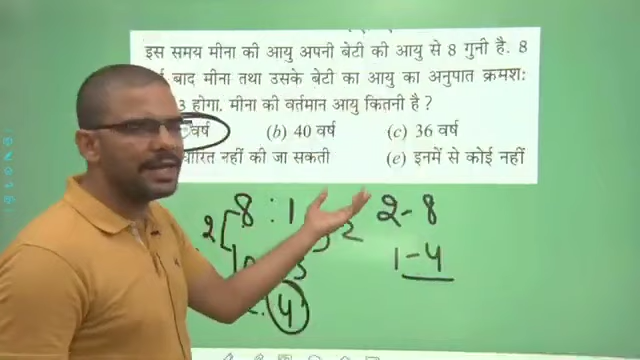 इस समय मीना की आयु अपनी बेटी की आयु से 8 गुनी है. 8
बाद मीना तथा उसके बेटी का आयु का अनुपात क्रमश:
3 होगा. मीना की वर्तमान आयु कितनी है ?
वर्ष (b) 40 वर्ष (c) 36 वर्ष
नहीं की जा सकती (e) इनमें से कोई नहीं
8 : 1 2-8
2 2 1-4
4